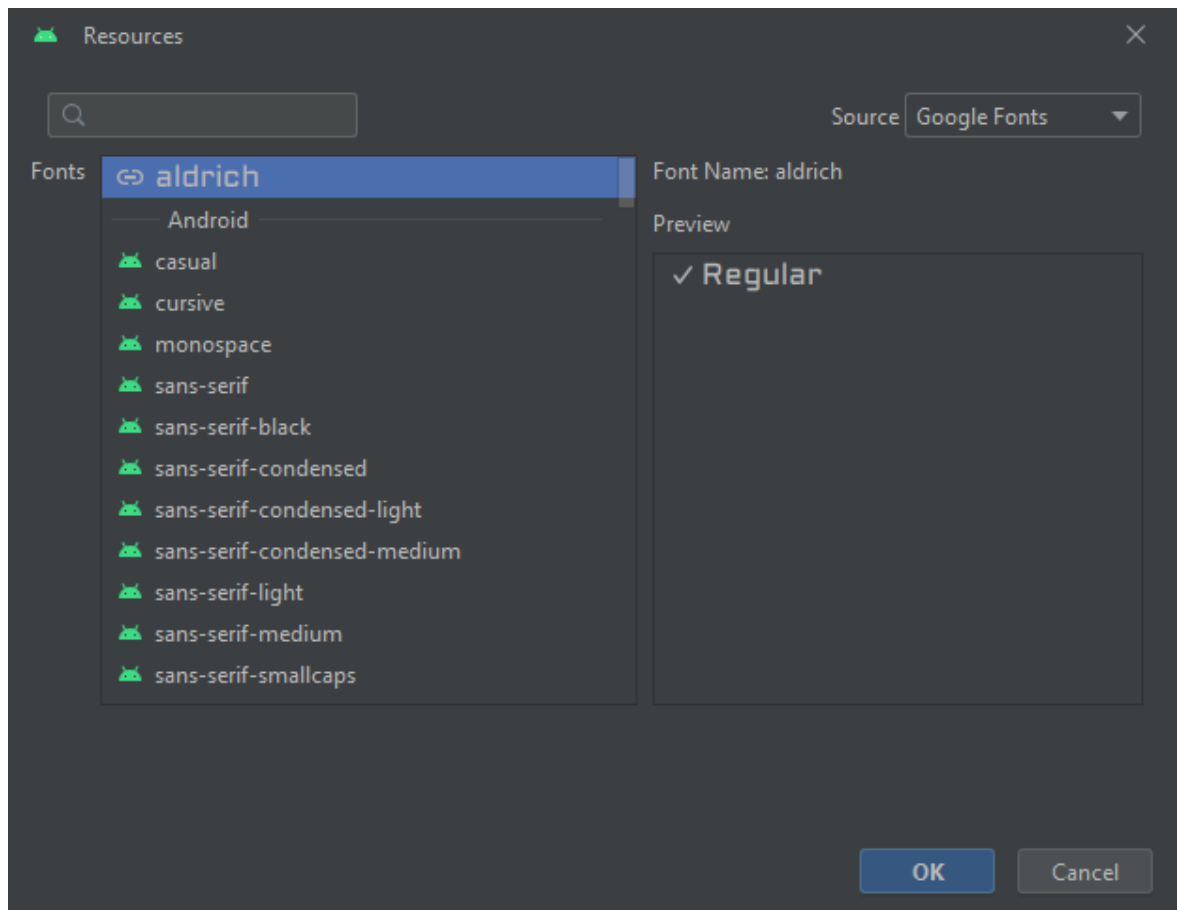 Resources
Source Google Fonts
Fonts
aldrich
Android
casual
cursive
monospace
sans-serif
sans-serif-black
sans-serif-condensed
sans-serif-condensed-light
sans-serif-condensed-medium
sans-serif-light
sans-serif-medium
sans-serif-smallcaps
Font Name: aldrich
Preview
Regular
OK
Cancel